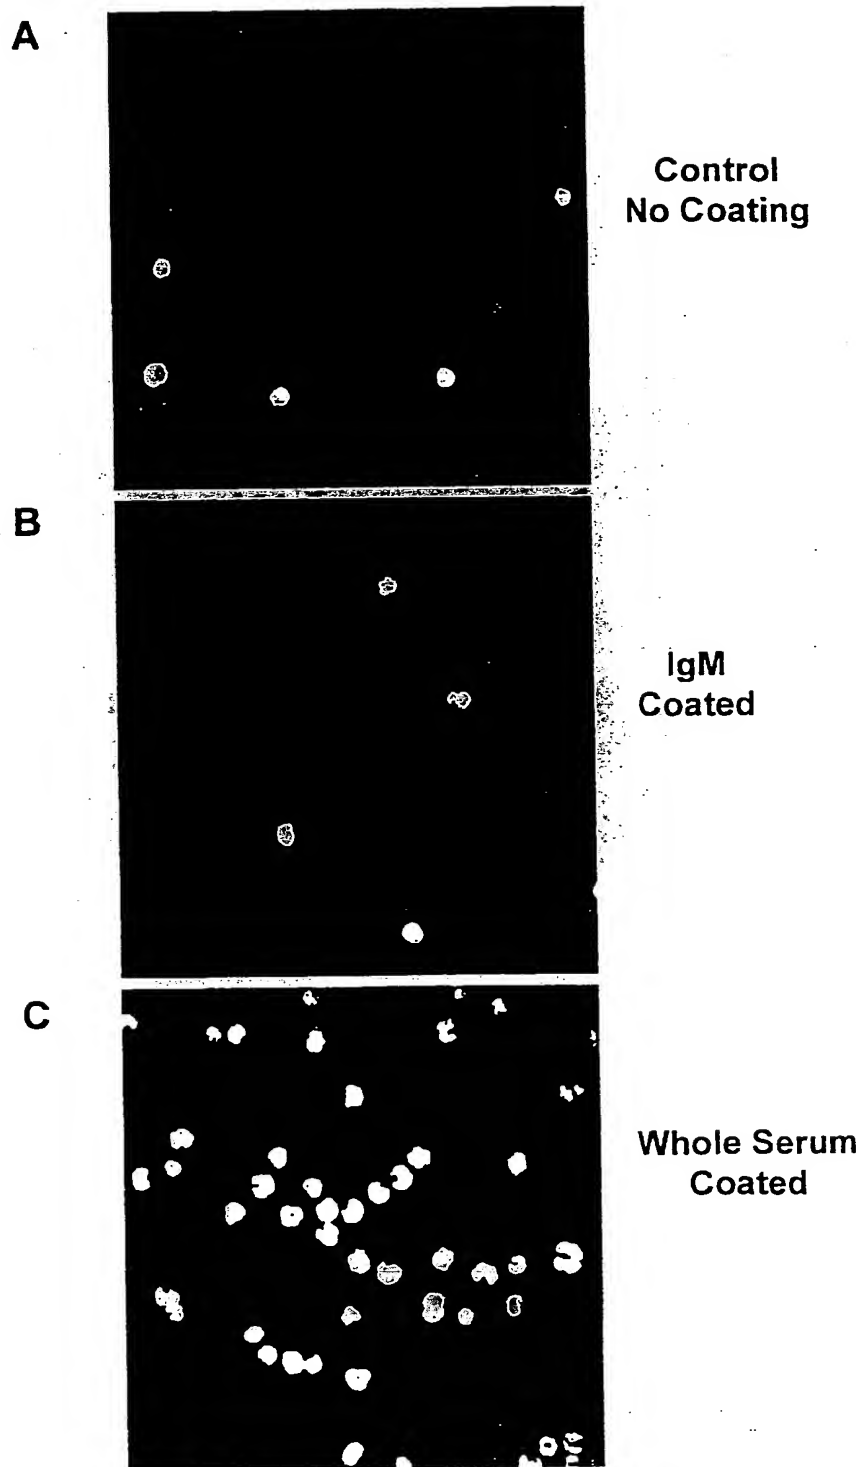 A
Control
No Coating
B
IgM
Coated
C
Whole Serum
Coated